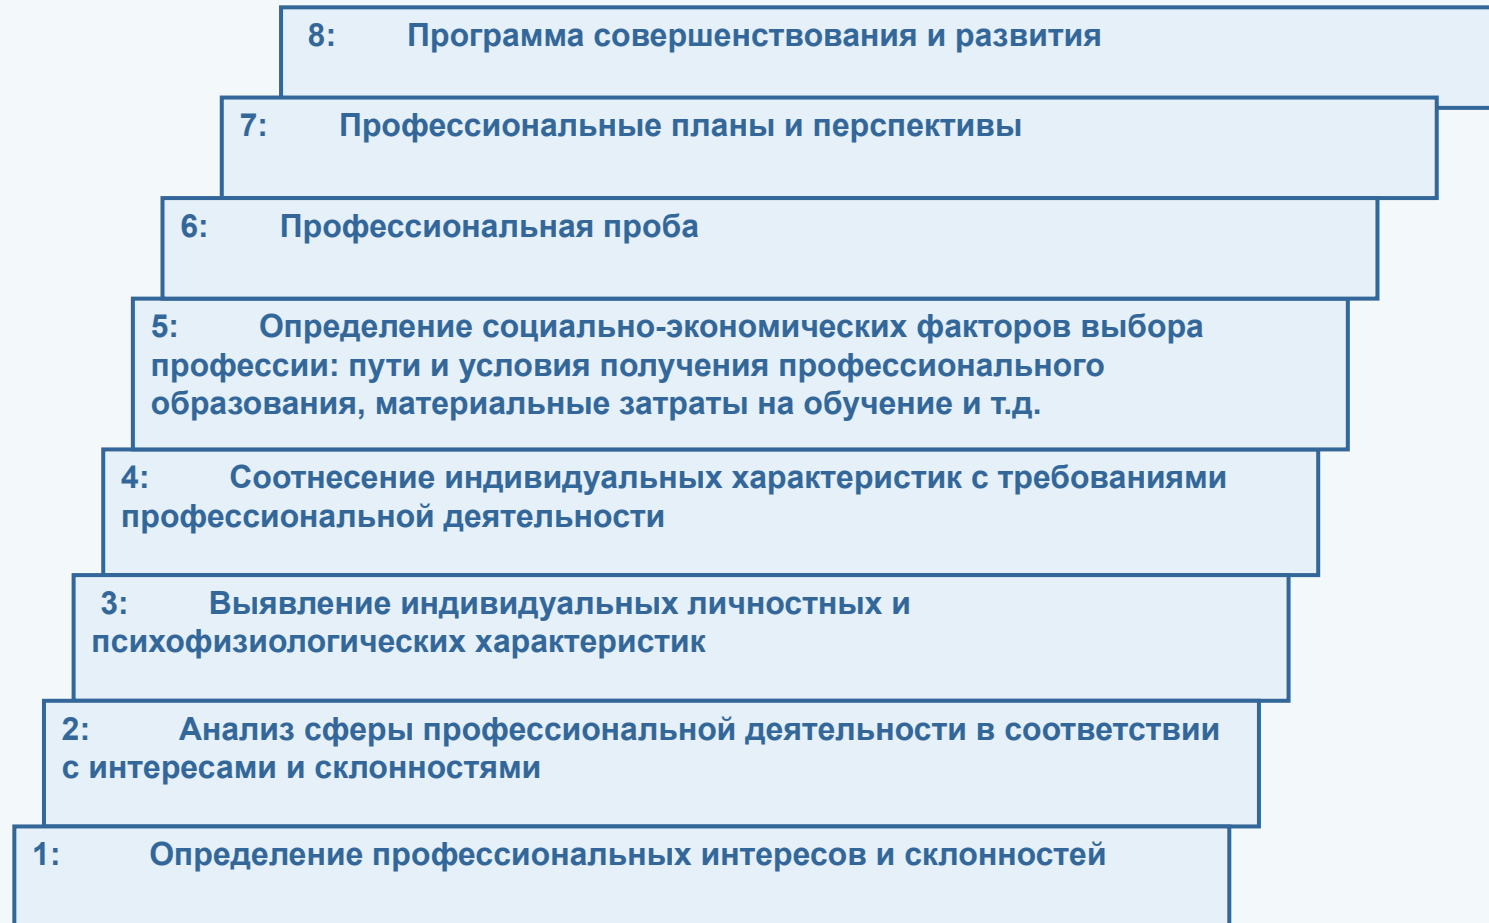 8: Программа совершенствования и развития
7: Профессиональные планы и перспективы
6: Профессиональная проба
5: Определение социально-экономических факторов выбора
профессии: пути и условия получения профессионального
образования, материальные затраты на обучение и т.д.
4: Соотнесение индивидуальных характеристик с требованиями
профессиональной деятельности
3: Выявление индивидуальных личностных и
психофизиологических характеристик
2: Анализ сферы профессиональной деятельности в соответствии
с интересами и склонностями
1: Определение профессиональных интересов и склонностей